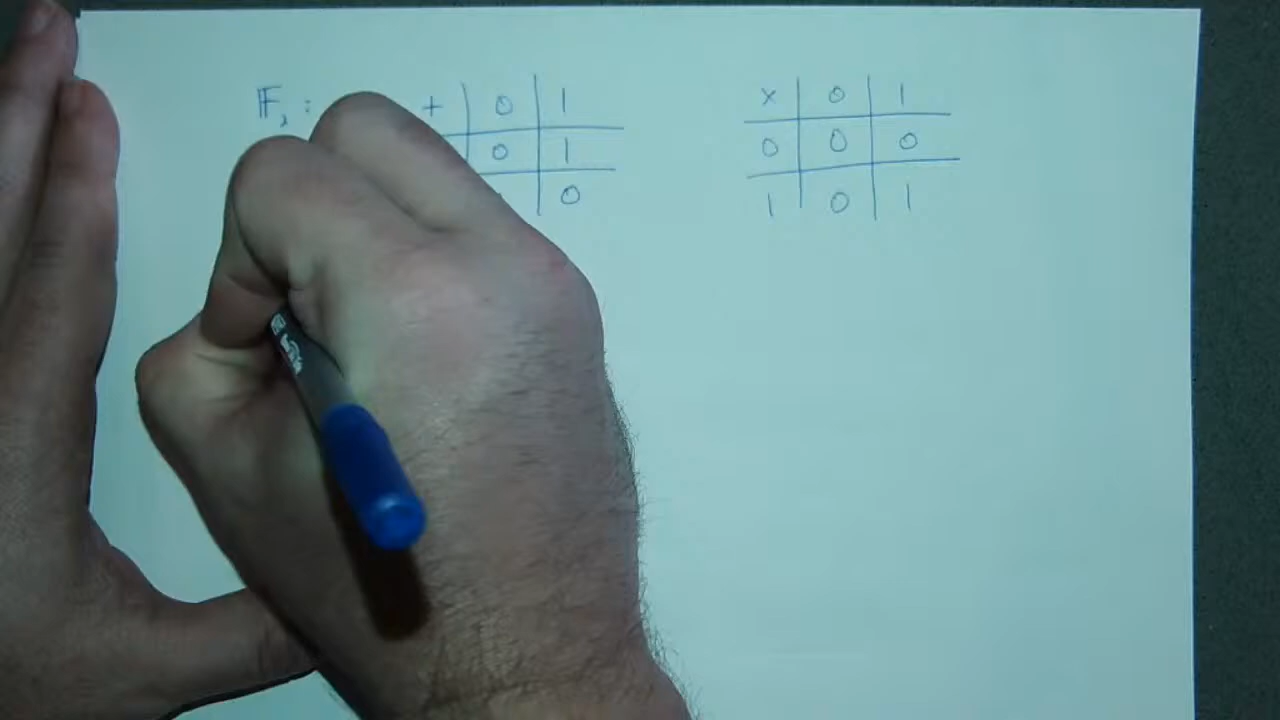 𝔽₂: + | 0 | 1    × | 0 | 1
0 | 1    0 | 0 | 0
0    1 | 0 | 1